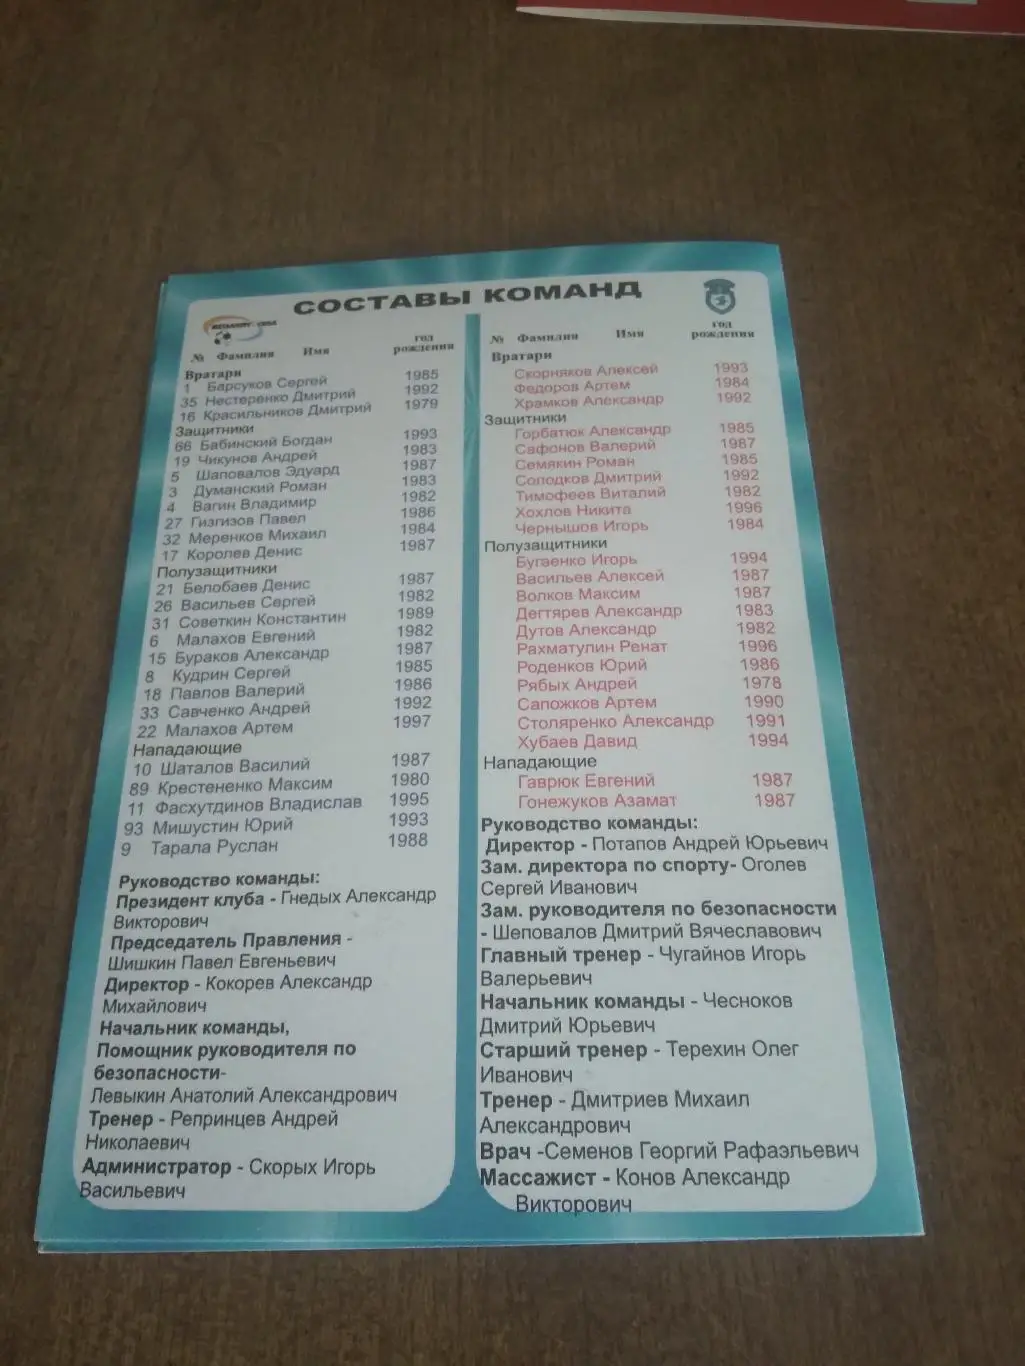 СОСТАВЫ КОМАНД
№ Фамилия Имя год рождения
Вратари
1 Барсуков Сергей 1985
35 Нестеренко Дмитрий 1992
16 Красильников Дмитрий 1979
Защитники
66 Бабинский Богдан 1993
19 Чикунов Андрей 1983
5 Шаповалов Эдуард 1987
3 Думанский Роман 1983
4 Вагин Владимир 1982
27 Гизгизов Павел 1986
32 Меренков Михаил 1984
17 Королев Денис 1987
Полузащитники
21 Белобаев Денис 1987
26 Васильев Сергей 1982
31 Советкин Константин 1989
6 Малахов Евгений 1982
15 Бураков Александр 1987
8 Кудрин Сергей 1985
18 Павлов Валерий 1986
33 Савченко Андрей 1992
22 Малахов Артем 1997
Нападающие
10 Шаталов Василий 1987
89 Крестененко Максим 1980
11 Фасхутдинов Владислав 1995
93 Мишустин Юрий 1993
9 Тарала Руслан 1988
Руководство команды:
Президент клуба - Гнедых Александр
Викторович
Председатель Правления -
Шишкин Павел Евгеньевич
Директор - Кокорев Александр
Михайлович
Начальник команды,
Помощник руководителя по
безопасности-
Левыкин Анатолий Александрович
Тренер - Репринцев Андрей
Николаевич
Администратор - Скорых Игорь
Васильевич
№ Фамилия Имя год рождения
Вратари
Скорняков Алексей 1993
Федоров Артем 1984
Храмков Александр 1992
Защитники
Горбатюк Александр 1985
Сафонов Валерий 1987
Семякин Роман 1985
Солодков Дмитрий 1992
Тимофеев Виталий 1982
Хохлов Никита 1996
Чернышов Игорь 1984
Полузащитники
Бугаенко Игорь 1994
Васильев Алексей 1987
Волков Максим 1987
Дегтярев Александр 1983
Дутов Александр 1982
Рахматулин Ренат 1996
Роденков Юрий 1986
Рябых Андрей 1978
Сапожков Артем 1990
Столяренко Александр 1991
Хубаев Давид 1994
Нападающие
Гаврюк Евгений 1987
Гонежуков Азамат 1987
Руководство команды:
Директор - Потапов Андрей Юрьевич
Зам. директора по спорту- Оголев
Сергей Иванович
Зам. руководителя по безопасности
- Шеповалов Дмитрий Вячеславович
Главный тренер - Чугайнов Игорь
Валерьевич
Начальник команды - Чесноков
Дмитрий Юрьевич
Старший тренер - Терехин Олег
Иванович
Тренер - Дмитриев Михаил
Александрович
Врач -Семенов Георгий Рафаэльевич
Массажист - Конов Александр
Викторович